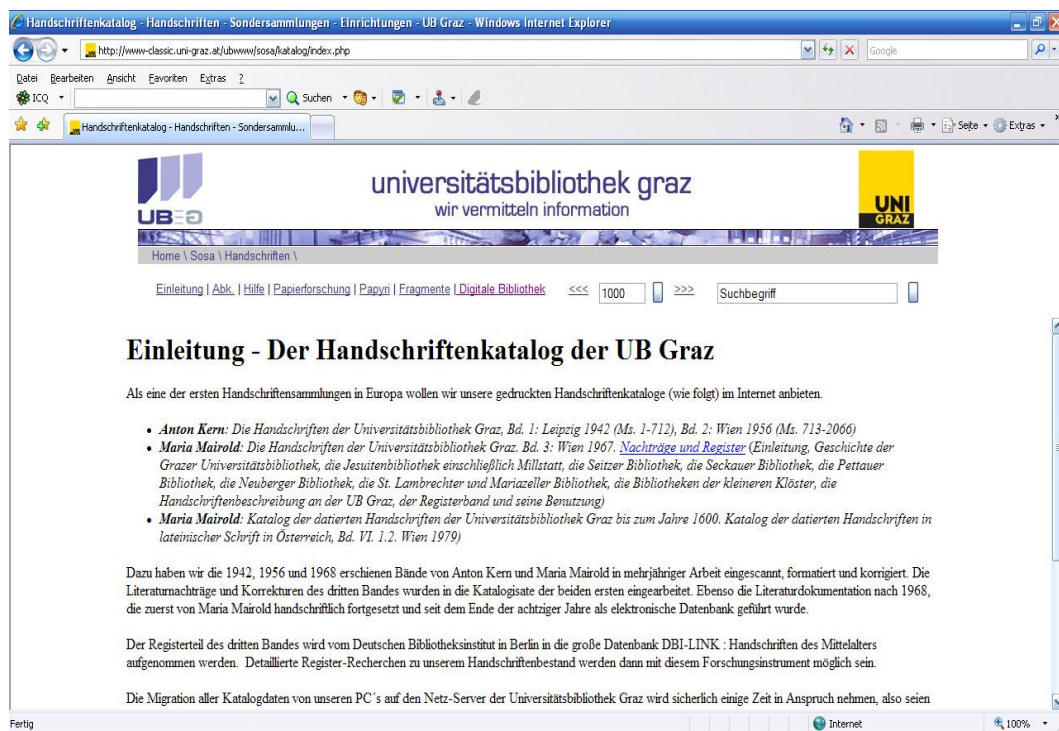 Handschriftenkatalog - Handschriften - Sondersammlungen - Einrichtungen - UB Graz - Windows Internet Explorer
http://www-classic.uni-graz.at/ubwww/sosa/katalog/index.php
Google
Datei Bearbeiten Ansicht Favoriten Extras ?
ICQ Suchen
Handschriftenkatalog - Handschriften - Sondersammlu... Seite Extras
UB
universitätsbibliothek graz
wir vermitteln information
UNI
GRAZ
Home \ Sosa \ Handschriften \
Einleitung | Abk. | Hilfe | Papierforschung | Papyri | Fragmente | Digitale Bibliothek <<< 1000 >>> Suchbegriff
Einleitung - Der Handschriftenkatalog der UB Graz
Als eine der ersten Handschriftensammlungen in Europa wollen wir unsere gedruckten Handschriftenkataloge (wie folgt) im Internet anbieten.
• Anton Kern: Die Handschriften der Universitätsbibliothek Graz, Bd. 1: Leipzig 1942 (Ms. 1-712), Bd. 2: Wien 1956 (Ms. 713-2066)
• Maria Mairold: Die Handschriften der Universitätsbibliothek Graz. Bd. 3: Wien 1967. Nachträge und Register (Einleitung, Geschichte der
Grazer Universitätsbibliothek, die Jesuitenbibliothek einschließlich Millstatt, die Seitzer Bibliothek, die Seckauer Bibliothek, die Pettauer
Bibliothek, die Neuberger Bibliothek, die St. Lambrechter und Mariazeller Bibliothek, die Bibliotheken der kleineren Klöster, die
Handschriftenbeschreibung an der UB Graz, der Registerband und seine Benutzung)
• Maria Mairold: Katalog der datierten Handschriften der Universitätsbibliothek Graz bis zum Jahre 1600. Katalog der datierten Handschriften in
lateinischer Schrift in Österreich, Bd. VI. 1.2. Wien 1979)
Dazu haben wir die 1942, 1956 und 1968 erschienen Bände von Anton Kern und Maria Mairold in mehrjähriger Arbeit eingescannt, formatiert und korrigiert. Die
Literaturnachträge und Korrekturen des dritten Bandes wurden in die Katalogisate der beiden ersten eingearbeitet. Ebenso die Literaturdokumentation nach 1968,
die zuerst von Maria Mairold handschriftlich fortgesetzt und seit dem Ende der achtziger Jahre als elektronische Datenbank geführt wurde.
Der Registerteil des dritten Bandes wird vom Deutschen Bibliotheksinstitut in Berlin in die große Datenbank DBI-LINK : Handschriften des Mittelalters
aufgenommen werden. Detaillierte Register-Recherchen zu unserem Handschriftenbestand werden dann mit diesem Forschungsinstrument möglich sein.
Die Migration aller Katalogdaten von unseren PC´s auf den Netz-Server der Universitätsbibliothek Graz wird sicherlich einige Zeit in Anspruch nehmen, also seien
Fertig Internet 100%